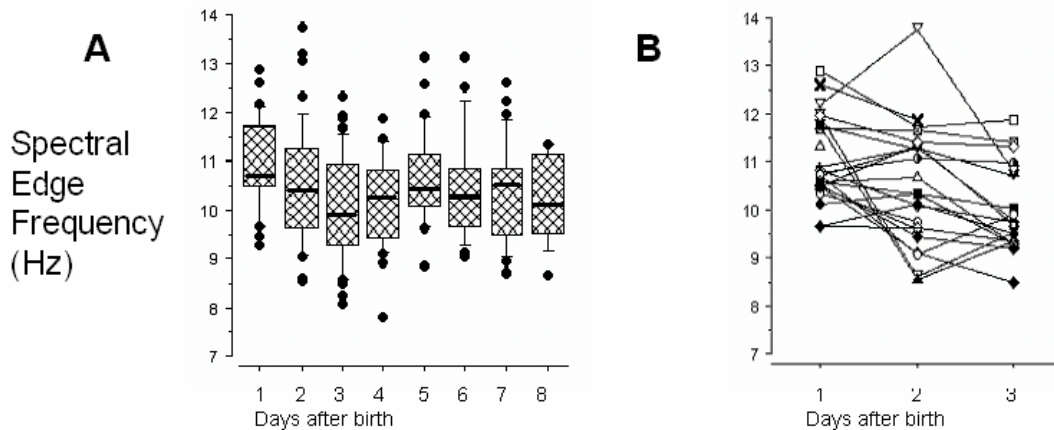 A
Spectral
Edge
Frequency
(Hz)
14
13
12
11
10
9
8
7
1 2 3 4 5 6 7 8
Days after birth
B
14
13
12
11
10
9
8
7
1 2 3
Days after birth